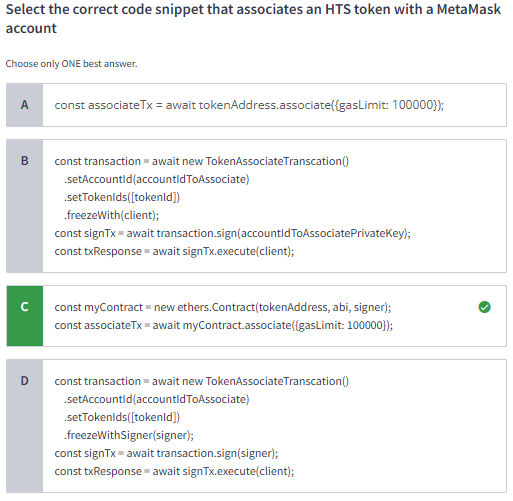 Select the correct code snippet that associates an HTS token with a MetaMask
account
Choose only ONE best answer.
A
const associateTx = await tokenAddress.associate({gasLimit: 100000});
B
const transaction = await new TokenAssociateTranscation()
.setAccountId(accountIdToAssociate)
.setTokenIds([tokenId])
.freezeWith(client);
const signTx = await transaction.sign(accountIdToAssociatePrivateKey);
const txResponse = await signTx.execute(client);
C
const myContract = new ethers.Contract(tokenAddress, abi, signer);
const associateTx = await myContract.associate({gasLimit: 100000});
D
const transaction = await new TokenAssociateTranscation()
.setAccountId(accountIdToAssociate)
.setTokenIds([tokenId])
.freezeWithSigner(signer);
const signTx = await transaction.sign(signer);
const txResponse = await signTx.execute(client);